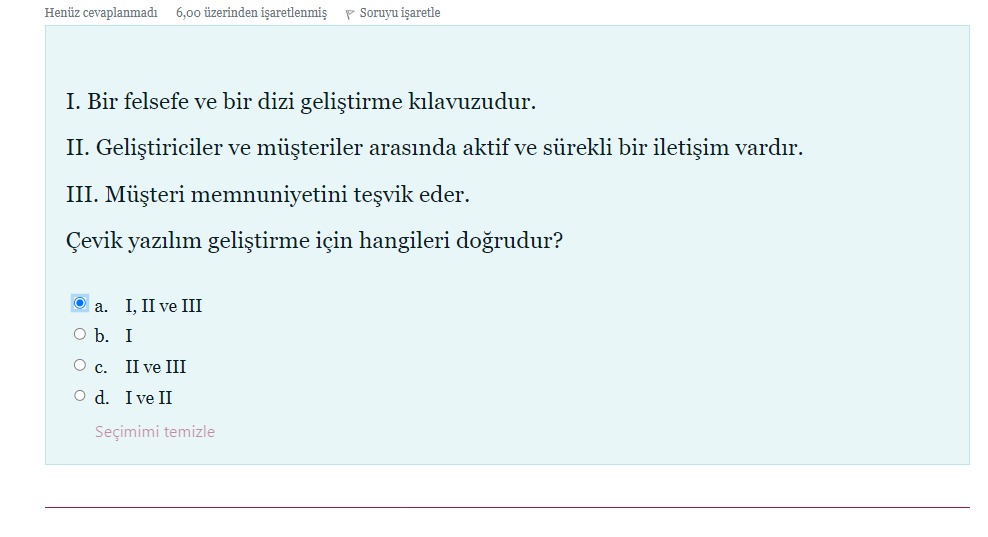 Henüz cevaplanmadı 6,00 üzerinden işaretlenmiş Soruyu işaretle
I. Bir felsefe ve bir dizi geliştirme kılavuzudur.
II. Geliştiriciler ve müşteriler arasında aktif ve sürekli bir iletişim vardır.
III. Müşteri memnuniyetini teşvik eder.
Çevik yazılım geliştirme için hangileri doğrudur?
a. I, II ve III
b. I
c. II ve III
d. I ve II
Seçimimi temizle